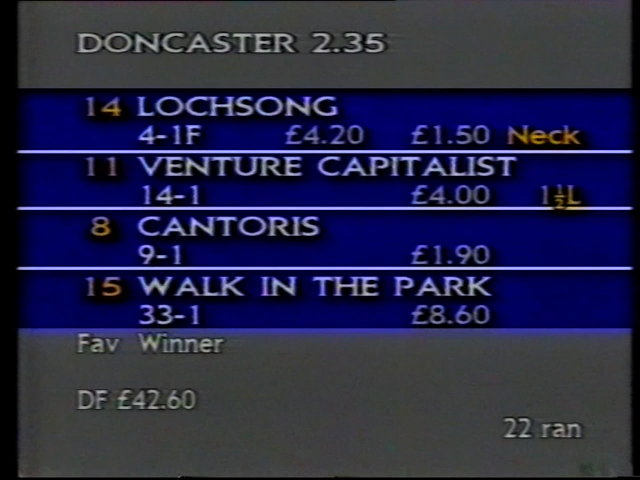 DONCASTER 2.35
14 LOCHSONG
4-1F £4.20 £1.50 Neck
11 VENTURE CAPITALIST
14-1 £4.00 1½L
8 CANTORIS
9-1 £1.90
15 WALK IN THE PARK
33-1 £8.60
Fav Winner
DF £42.60
22 ran